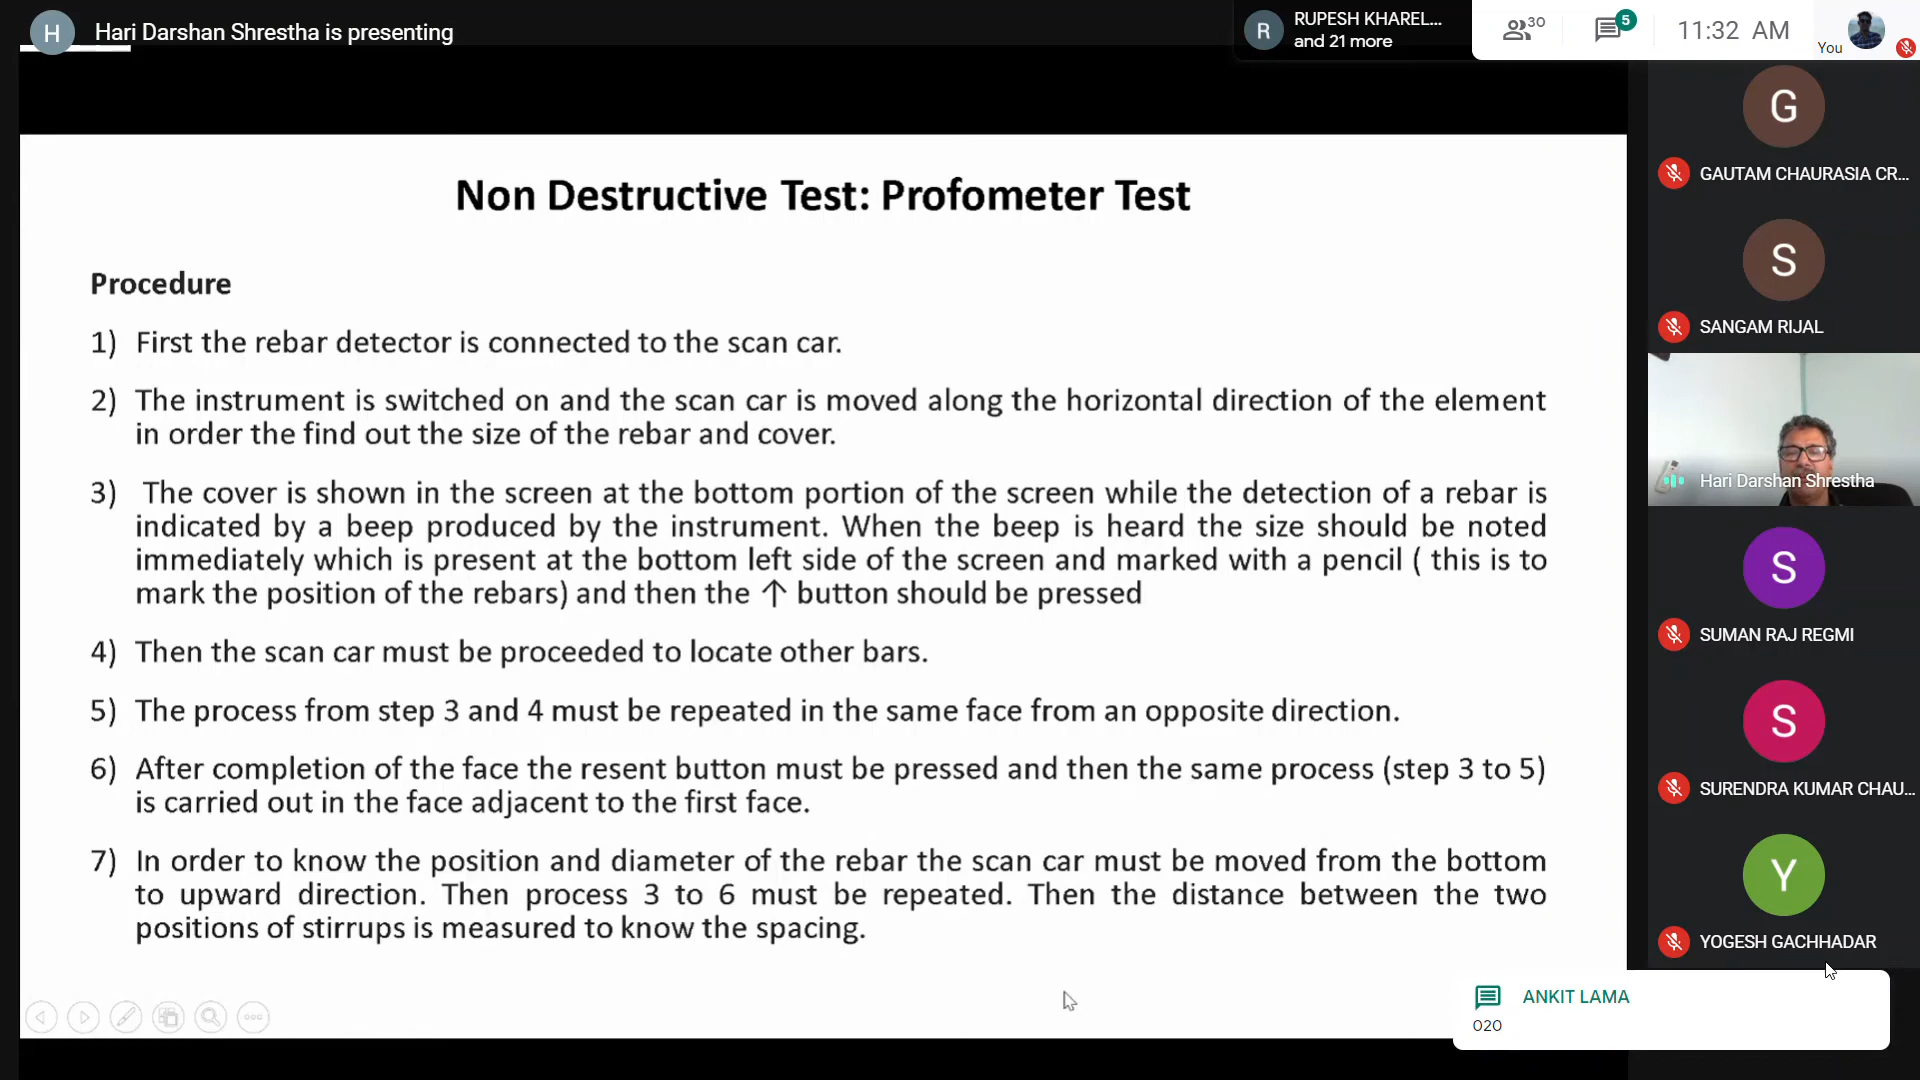 H
Hari Darshan Shrestha is presenting
R
RUPESH KHAREL...
and 21 more
30
5
11:32 AM
You
Non Destructive Test: Profometer Test
Procedure
1) First the rebar detector is connected to the scan car.
2) The instrument is switched on and the scan car is moved along the horizontal direction of the element
in order the find out the size of the rebar and cover.
3) The cover is shown in the screen at the bottom portion of the screen while the detection of a rebar is
indicated by a beep produced by the instrument. When the beep is heard the size should be noted
immediately which is present at the bottom left side of the screen and marked with a pencil ( this is to
mark the position of the rebars) and then the ↑ button should be pressed
4) Then the scan car must be proceeded to locate other bars.
5) The process from step 3 and 4 must be repeated in the same face from an opposite direction.
6) After completion of the face the resent button must be pressed and then the same process (step 3 to 5)
is carried out in the face adjacent to the first face.
7) In order to know the position and diameter of the rebar the scan car must be moved from the bottom
to upward direction. Then process 3 to 6 must be repeated. Then the distance between the two
positions of stirrups is measured to know the spacing.
G
GAUTAM CHAURASIA CR...
S
SANGAM RIJAL
Hari Darshan Shrestha
S
SUMAN RAJ REGMI
S
SURENDRA KUMAR CHAU...
Y
YOGESH GACHHADAR
ANKIT LAMA
020